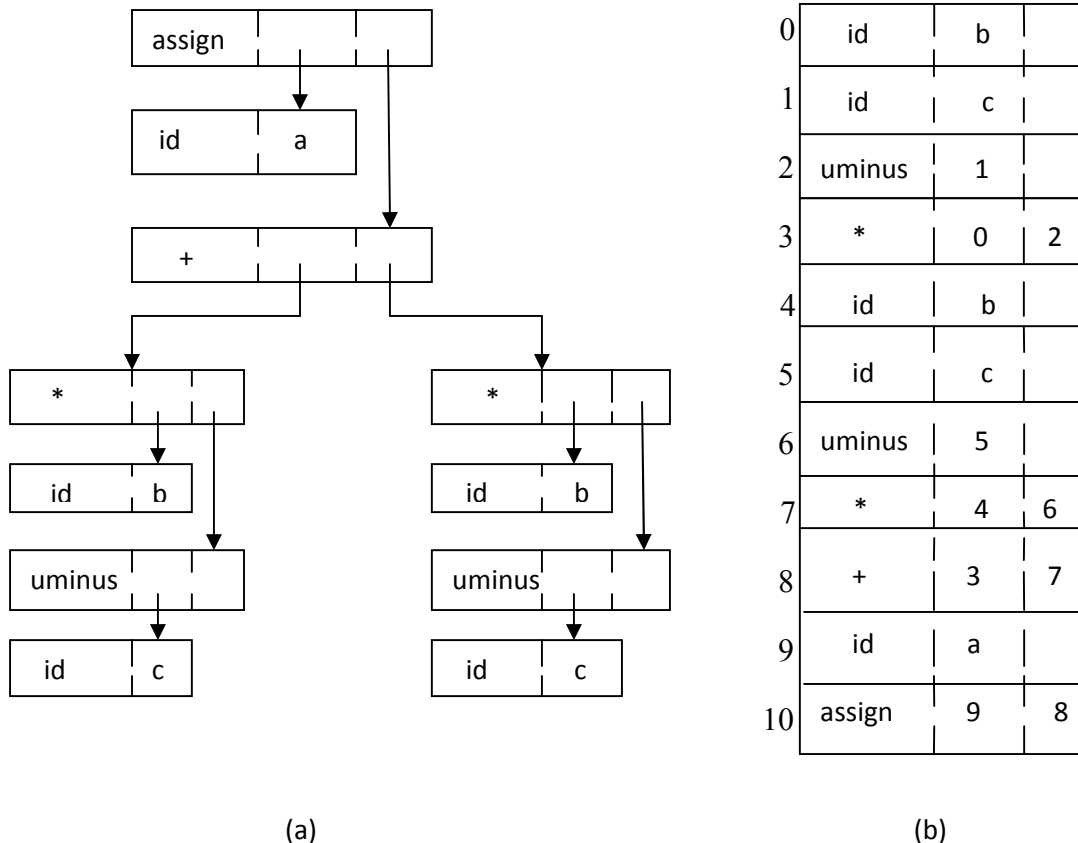 assign
id a
+
* *
id b id b
uminus uminus
id c id c
0 id b
1 id c
2 uminus 1
3 * 0 2
4 id b
5 id c
6 uminus 5
7 * 4 6
8 + 3 7
9 id a
10 assign 9 8
(a) (b)